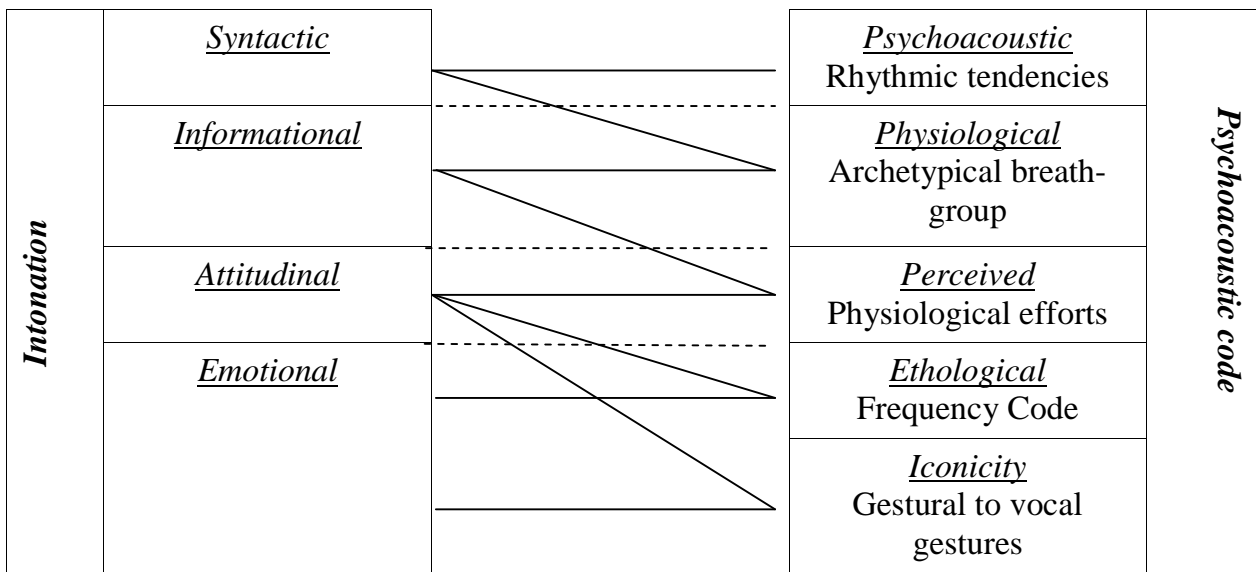 Intonation
Syntactic
Informational
Attitudinal
Emotional
Psychoacoustic
Rhythmic tendencies
Physiological
Archetypical breath-
group
Perceived
Physiological efforts
Ethological
Frequency Code
Iconicity
Gestural to vocal
gestures
Psychoacoustic code